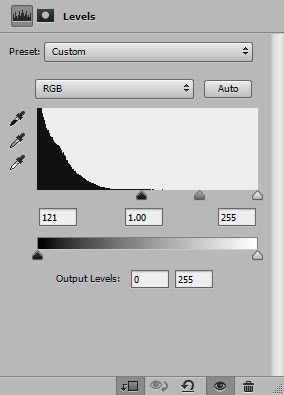 Levels
Preset: Custom
RGB Auto
121 1.00 255
Output Levels: 0 255